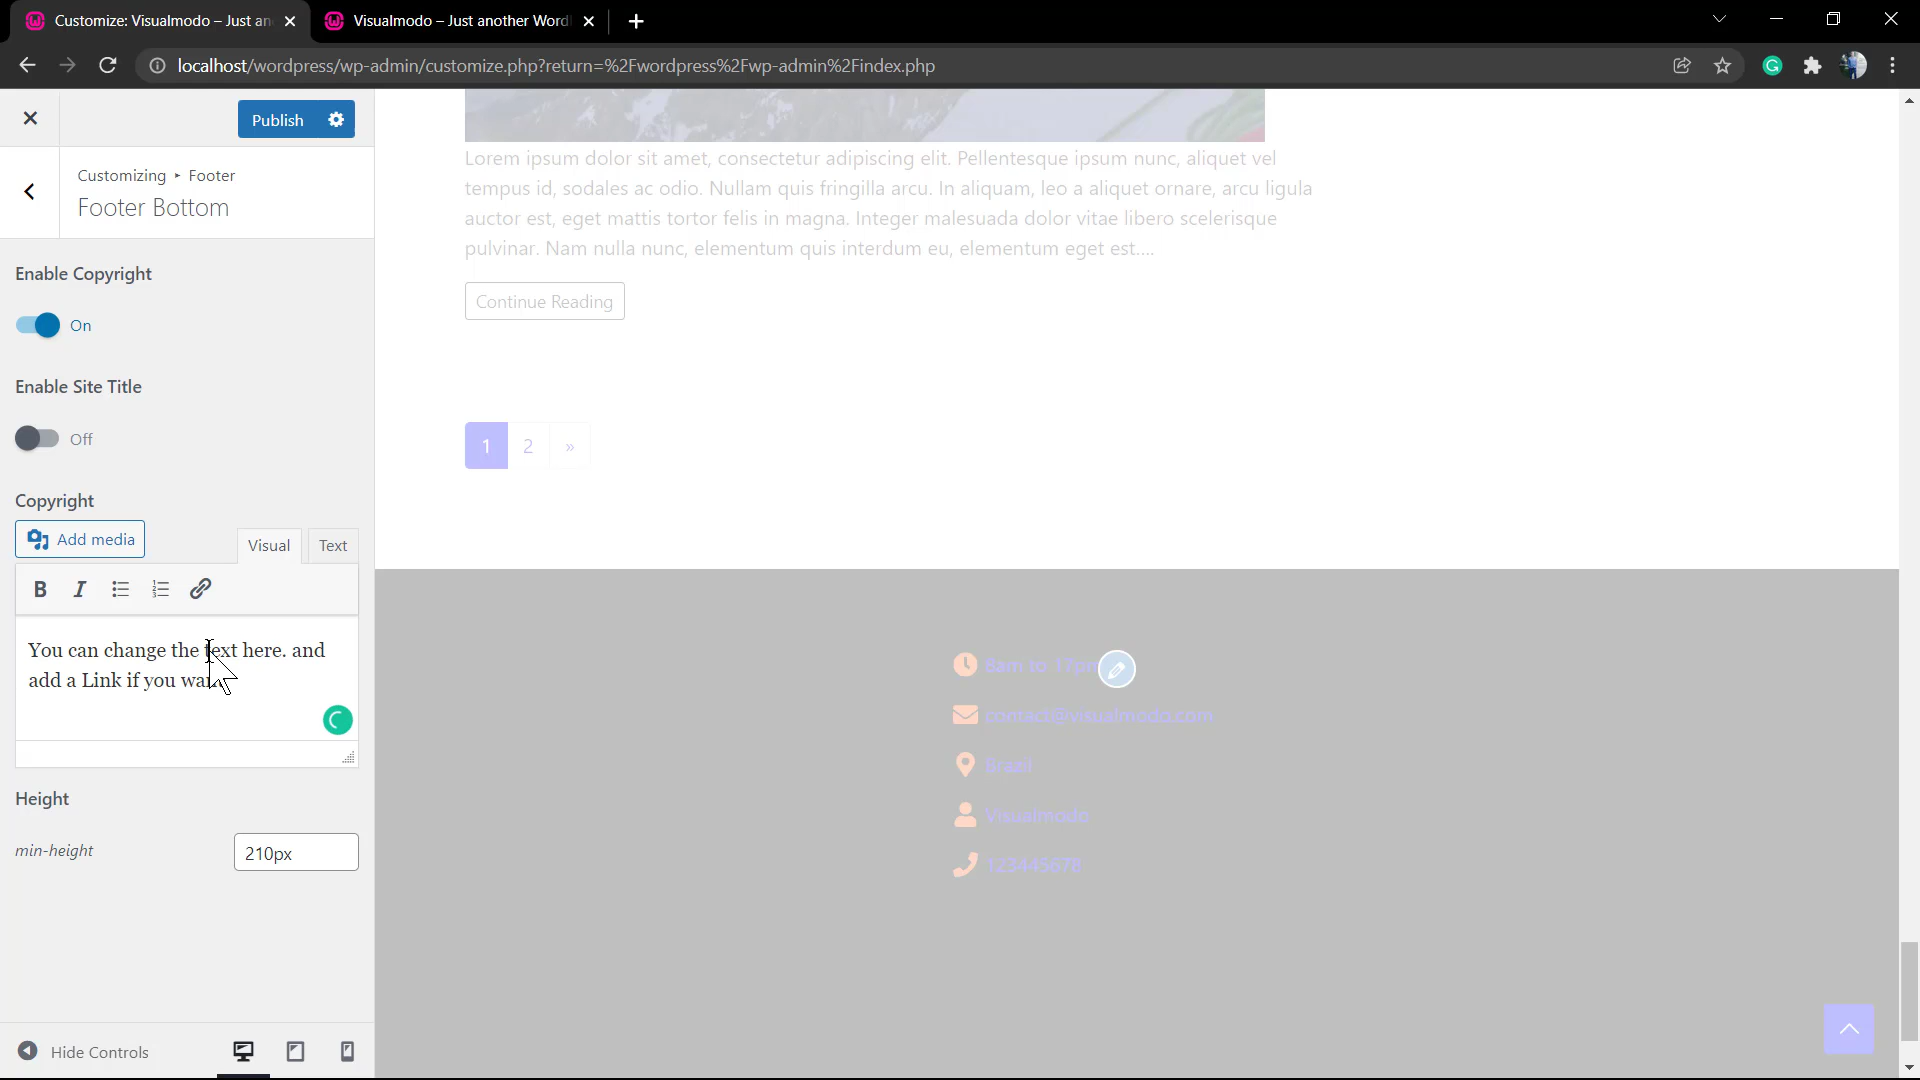 Customize: Visualmodo – Just an
Visualmodo – Just another Word
localhost/wordpress/wp-admin/customize.php?return=%2Fwordpress%2Fwp-admin%2Findex.php
Publish
Customizing ▸ Footer
Footer Bottom
Enable Copyright
On
Enable Site Title
Off
Copyright
Add media
Visual
Text
B I
You can change the text here. and
add a Link if you
Height
min-height
210px
Hide Controls
Lorem ipsum dolor sit amet, consectetur adipiscing elit. Pellentesque ipsum nunc, aliquet vel
tempus id, sodales ac odio. Nullam quis fringilla arcu. In aliquam, leo a aliquet ornare, arcu ligula
auctor est, eget mattis tortor felis in magna. Integer malesuada dolor vitae libero scelerisque
pulvinar. Nam nulla nunc, elementum quis interdum eu, elementum eget est....
Continue Reading
1 2 »
8am to 17pm
contact@visualmodo.com
Brazil
Visualmodo
123445678